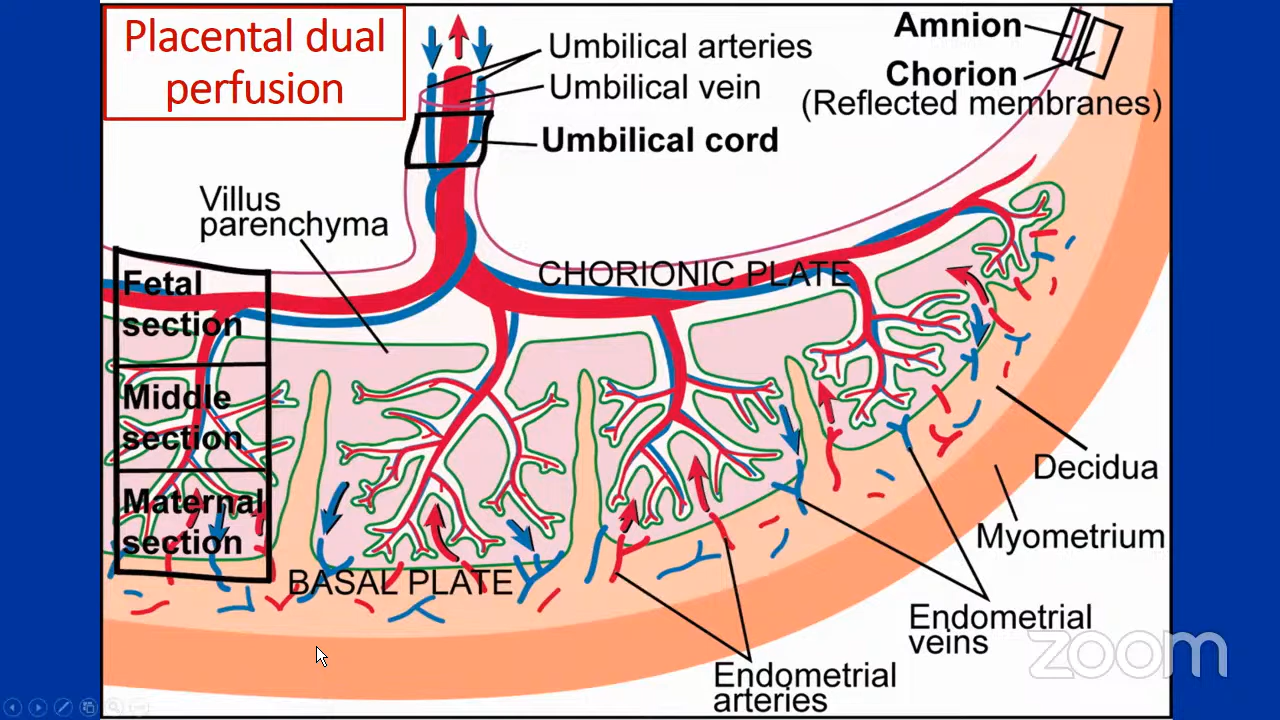 Placental dual
perfusion
Umbilical arteries
Umbilical vein
Umbilical cord
Amnion
Chorion
(Reflected membranes)
Villus
parenchyma
CHORIONIC PLATE
Fetal
section
Middle
section
Maternal
section
BASAL PLATE
Decidua
Myometrium
Endometrial
veins
Endometrial
arteries
zoom